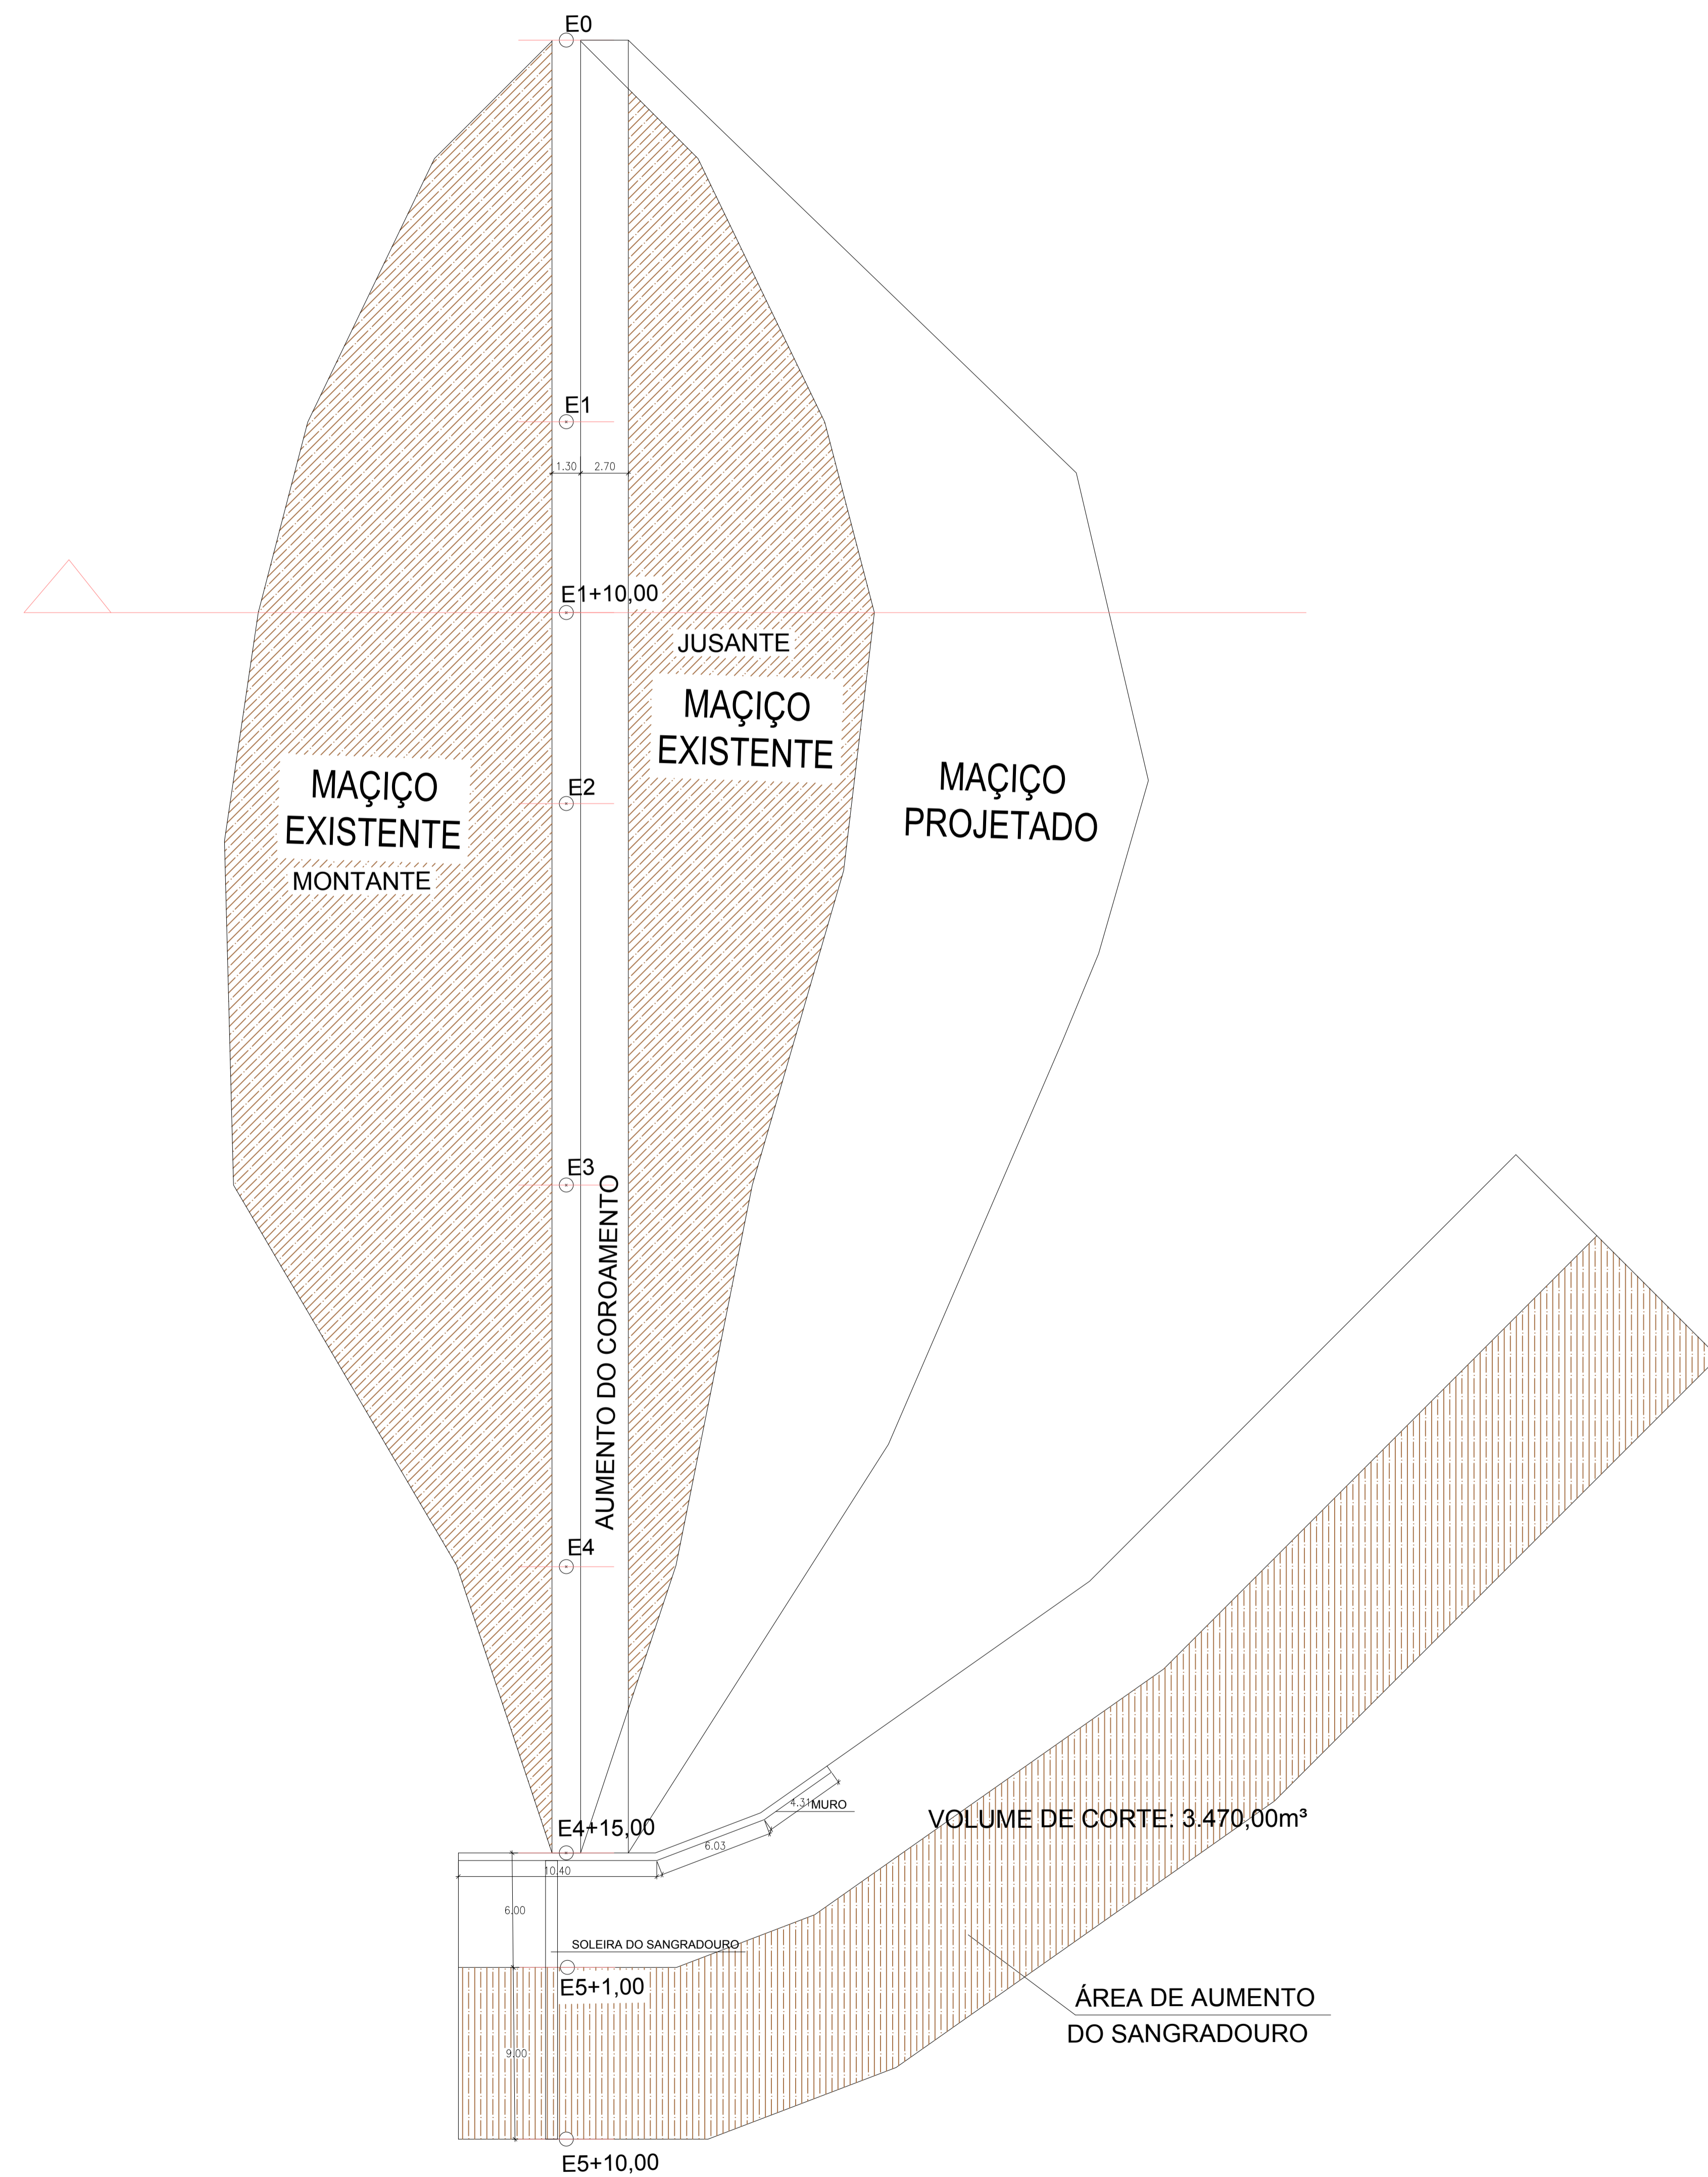 E0
E1
1.30
2.70
E1+10,00
JUSANTE
MAÇIÇO
EXISTENTE
MAÇIÇO
EXISTENTE
MONTANTE
E2
MAÇIÇO
PROJETADO
E3
AUMENTO DO COROAMENTO
E4
E4+15,00
4.31
MURO
6.03
10.40
VOLUME DE CORTE: 3.470,00m³
6.00
SOLEIRA DO SANGRADOURO
E5+1,00
ÁREA DE AUMENTO
DO SANGRADOURO
9.00
E5+10,00